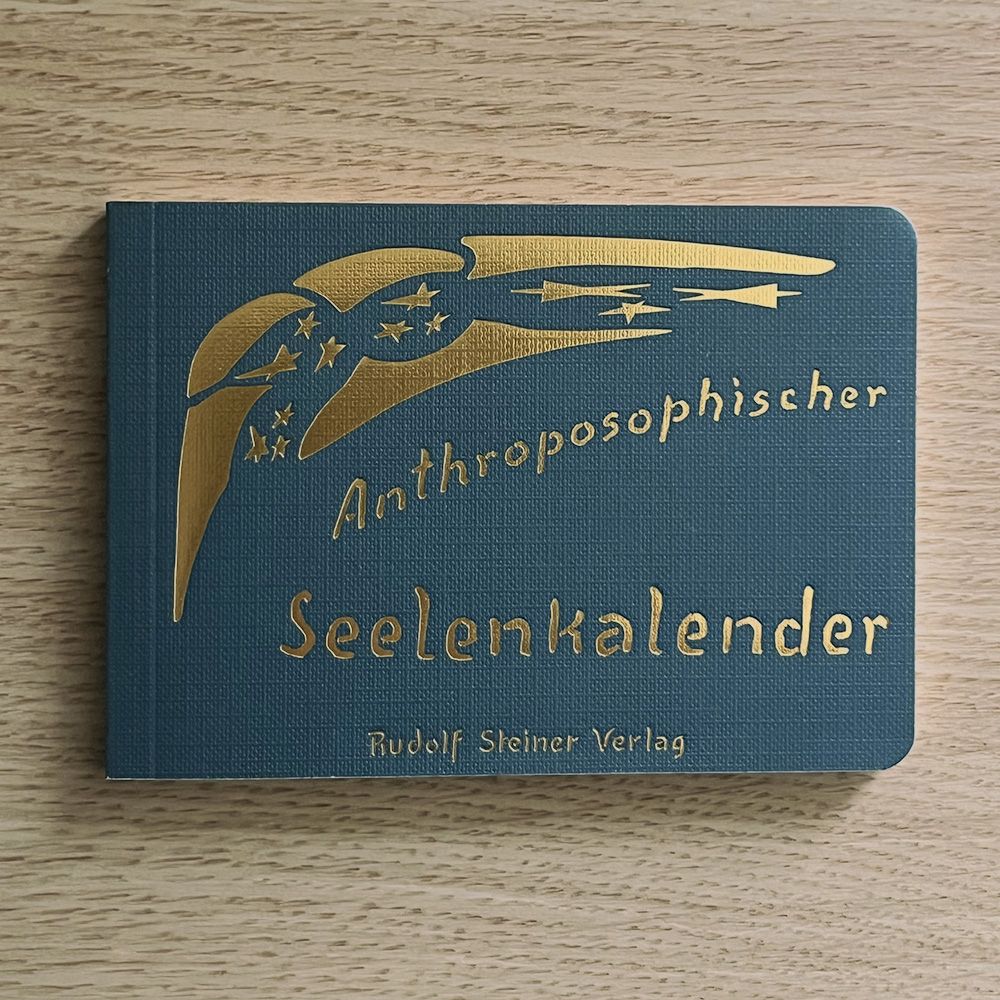 Anthroposophischer
Seelenkalender
Rudolf Steiner Verlag